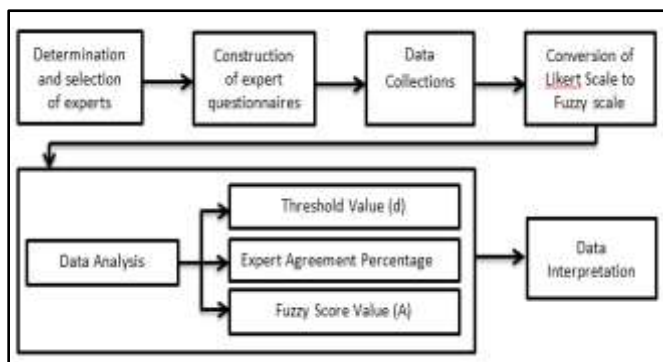 Determination
and selection
of experts
Construction
of expert
questionnaires
Data
Collections
Conversion of
Likert Scale to
Fuzzy scale
Data Analysis
Threshold Value (d)
Expert Agreement Percentage
Fuzzy Score Value (A)
Data
Interpretation